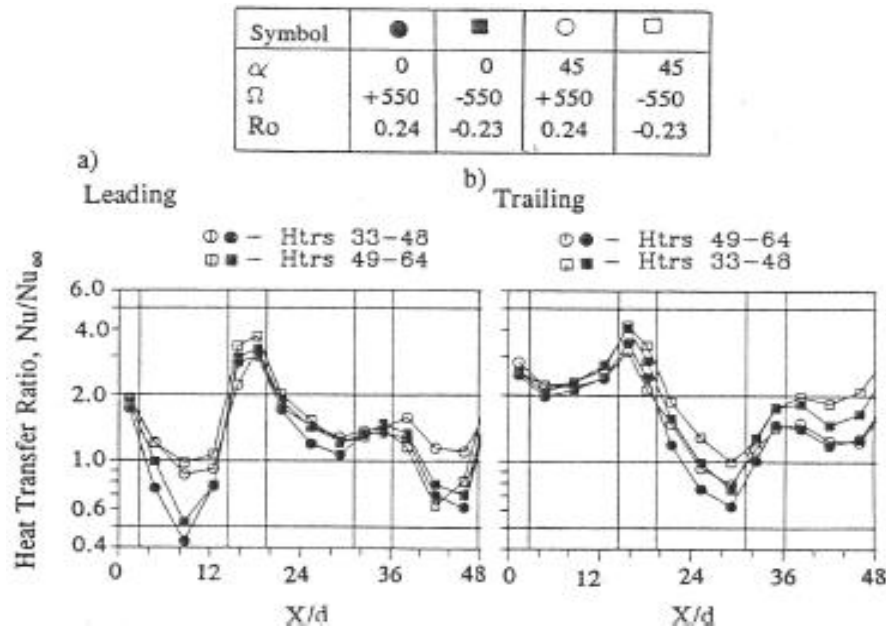 Symbol ● ■ ○ □
α 0 0 45 45
Ω +550 -550 +550 -550
Ro 0.24 -0.23 0.24 -0.23
a)
Leading
b)
Trailing
○ ● – Htrs 33-48
□ ■ – Htrs 49-64
○ ● – Htrs 49-64
□ ■ – Htrs 33-48
Heat Transfer Ratio, Nu/Nu∞
6.0
4.0
2.0
1.0
0.6
0.4
0 12 24 36 48
X/d
0 12 24 36 48
X/d